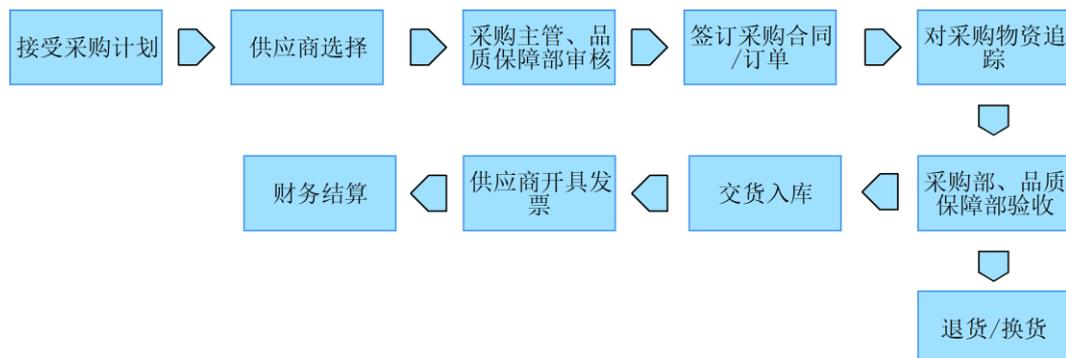 接受采购计划
供应商选择
采购主管、品
质保障部审核
签订采购合同
/订单
对采购物资追
踪
采购部、品质
保障部验收
交货入库
供应商开具发
票
财务结算
退货/换货